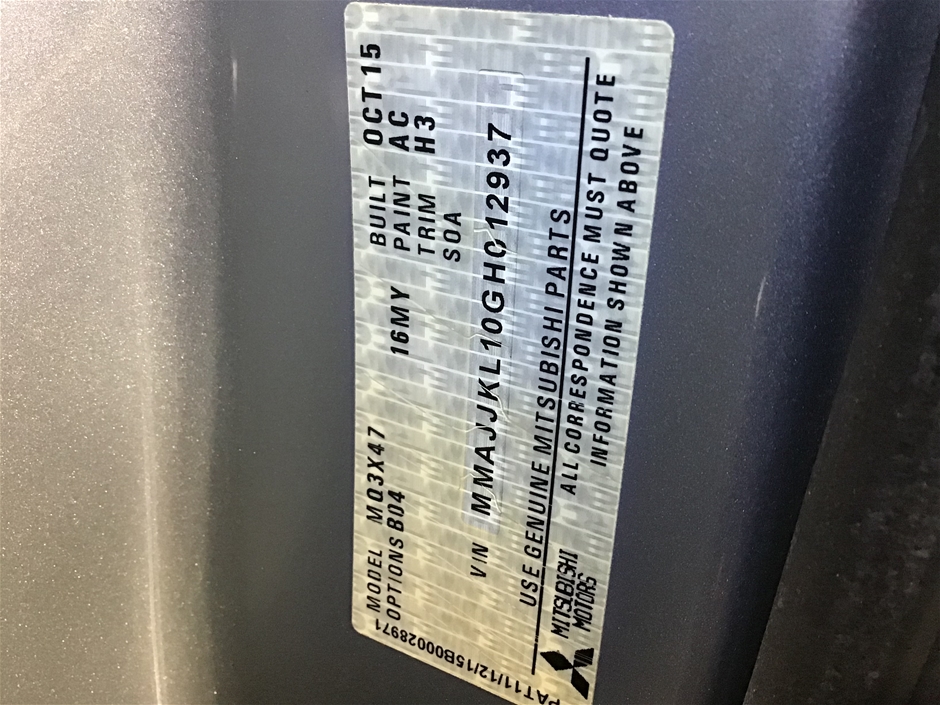 MODEL MQ3X47 16MY BUILT OCT 15
OPTIONS B04 PAINT AC
TRIM H3
SOA
VIN MMAJJKL10GH012937
USE GENUINE MITSUBISHI PARTS
MITSUBISHI MOTORS
ALL CORRESPONDENCE MUST QUOTE
INFORMATION SHOWN ABOVE
PAT11/12/15B00028971